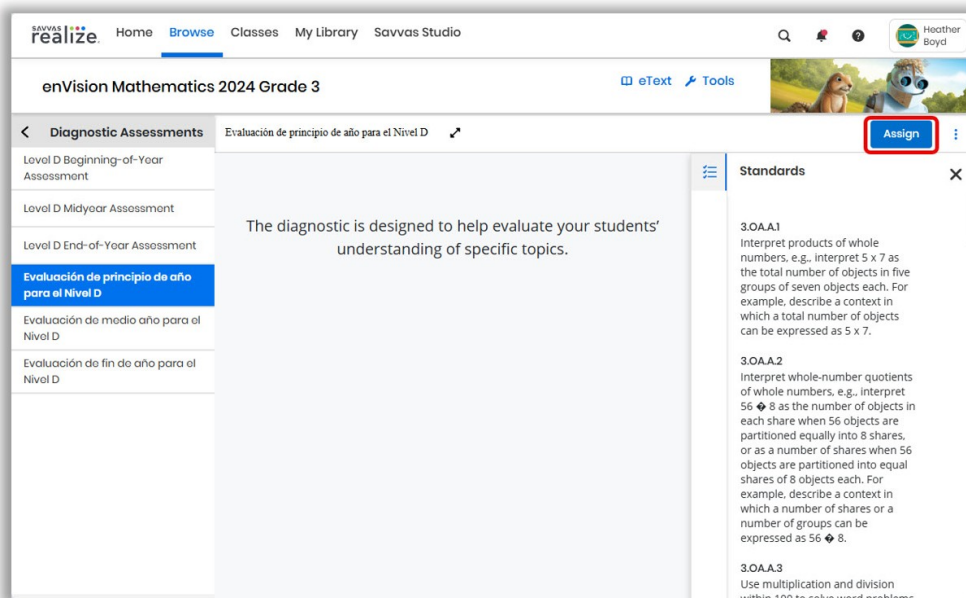 savvas realize. Home Browse Classes My Library Savvas Studio
Heather
Boyd
enVision Mathematics 2024 Grade 3
eText Tools
Diagnostic Assessments
Evaluación de principio de año para el Nivel D
Assign
Level D Beginning-of-Year
Assessment
Level D Midyear Assessment
Level D End-of-Year Assessment
Evaluación de principio de año
para el Nivel D
Evaluación de medio año para el
Nivel D
Evaluación de fin de año para el
Nivel D
The diagnostic is designed to help evaluate your students’
understanding of specific topics.
Standards
3.OA.A.1
Interpret products of whole
numbers, e.g., interpret 5 x 7 as
the total number of objects in five
groups of seven objects each. For
example, describe a context in
which a total number of objects
can be expressed as 5 x 7.
3.OA.A.2
Interpret whole-number quotients
of whole numbers, e.g., interpret
56 � 8 as the number of objects in
each share when 56 objects are
partitioned equally into 8 shares,
or as a number of shares when 56
objects are partitioned into equal
shares of 8 objects each. For
example, describe a context in
which a number of shares or a
number of groups can be
expressed as 56 � 8.
3.OA.A.3
Use multiplication and division
within 100 to solve word problems